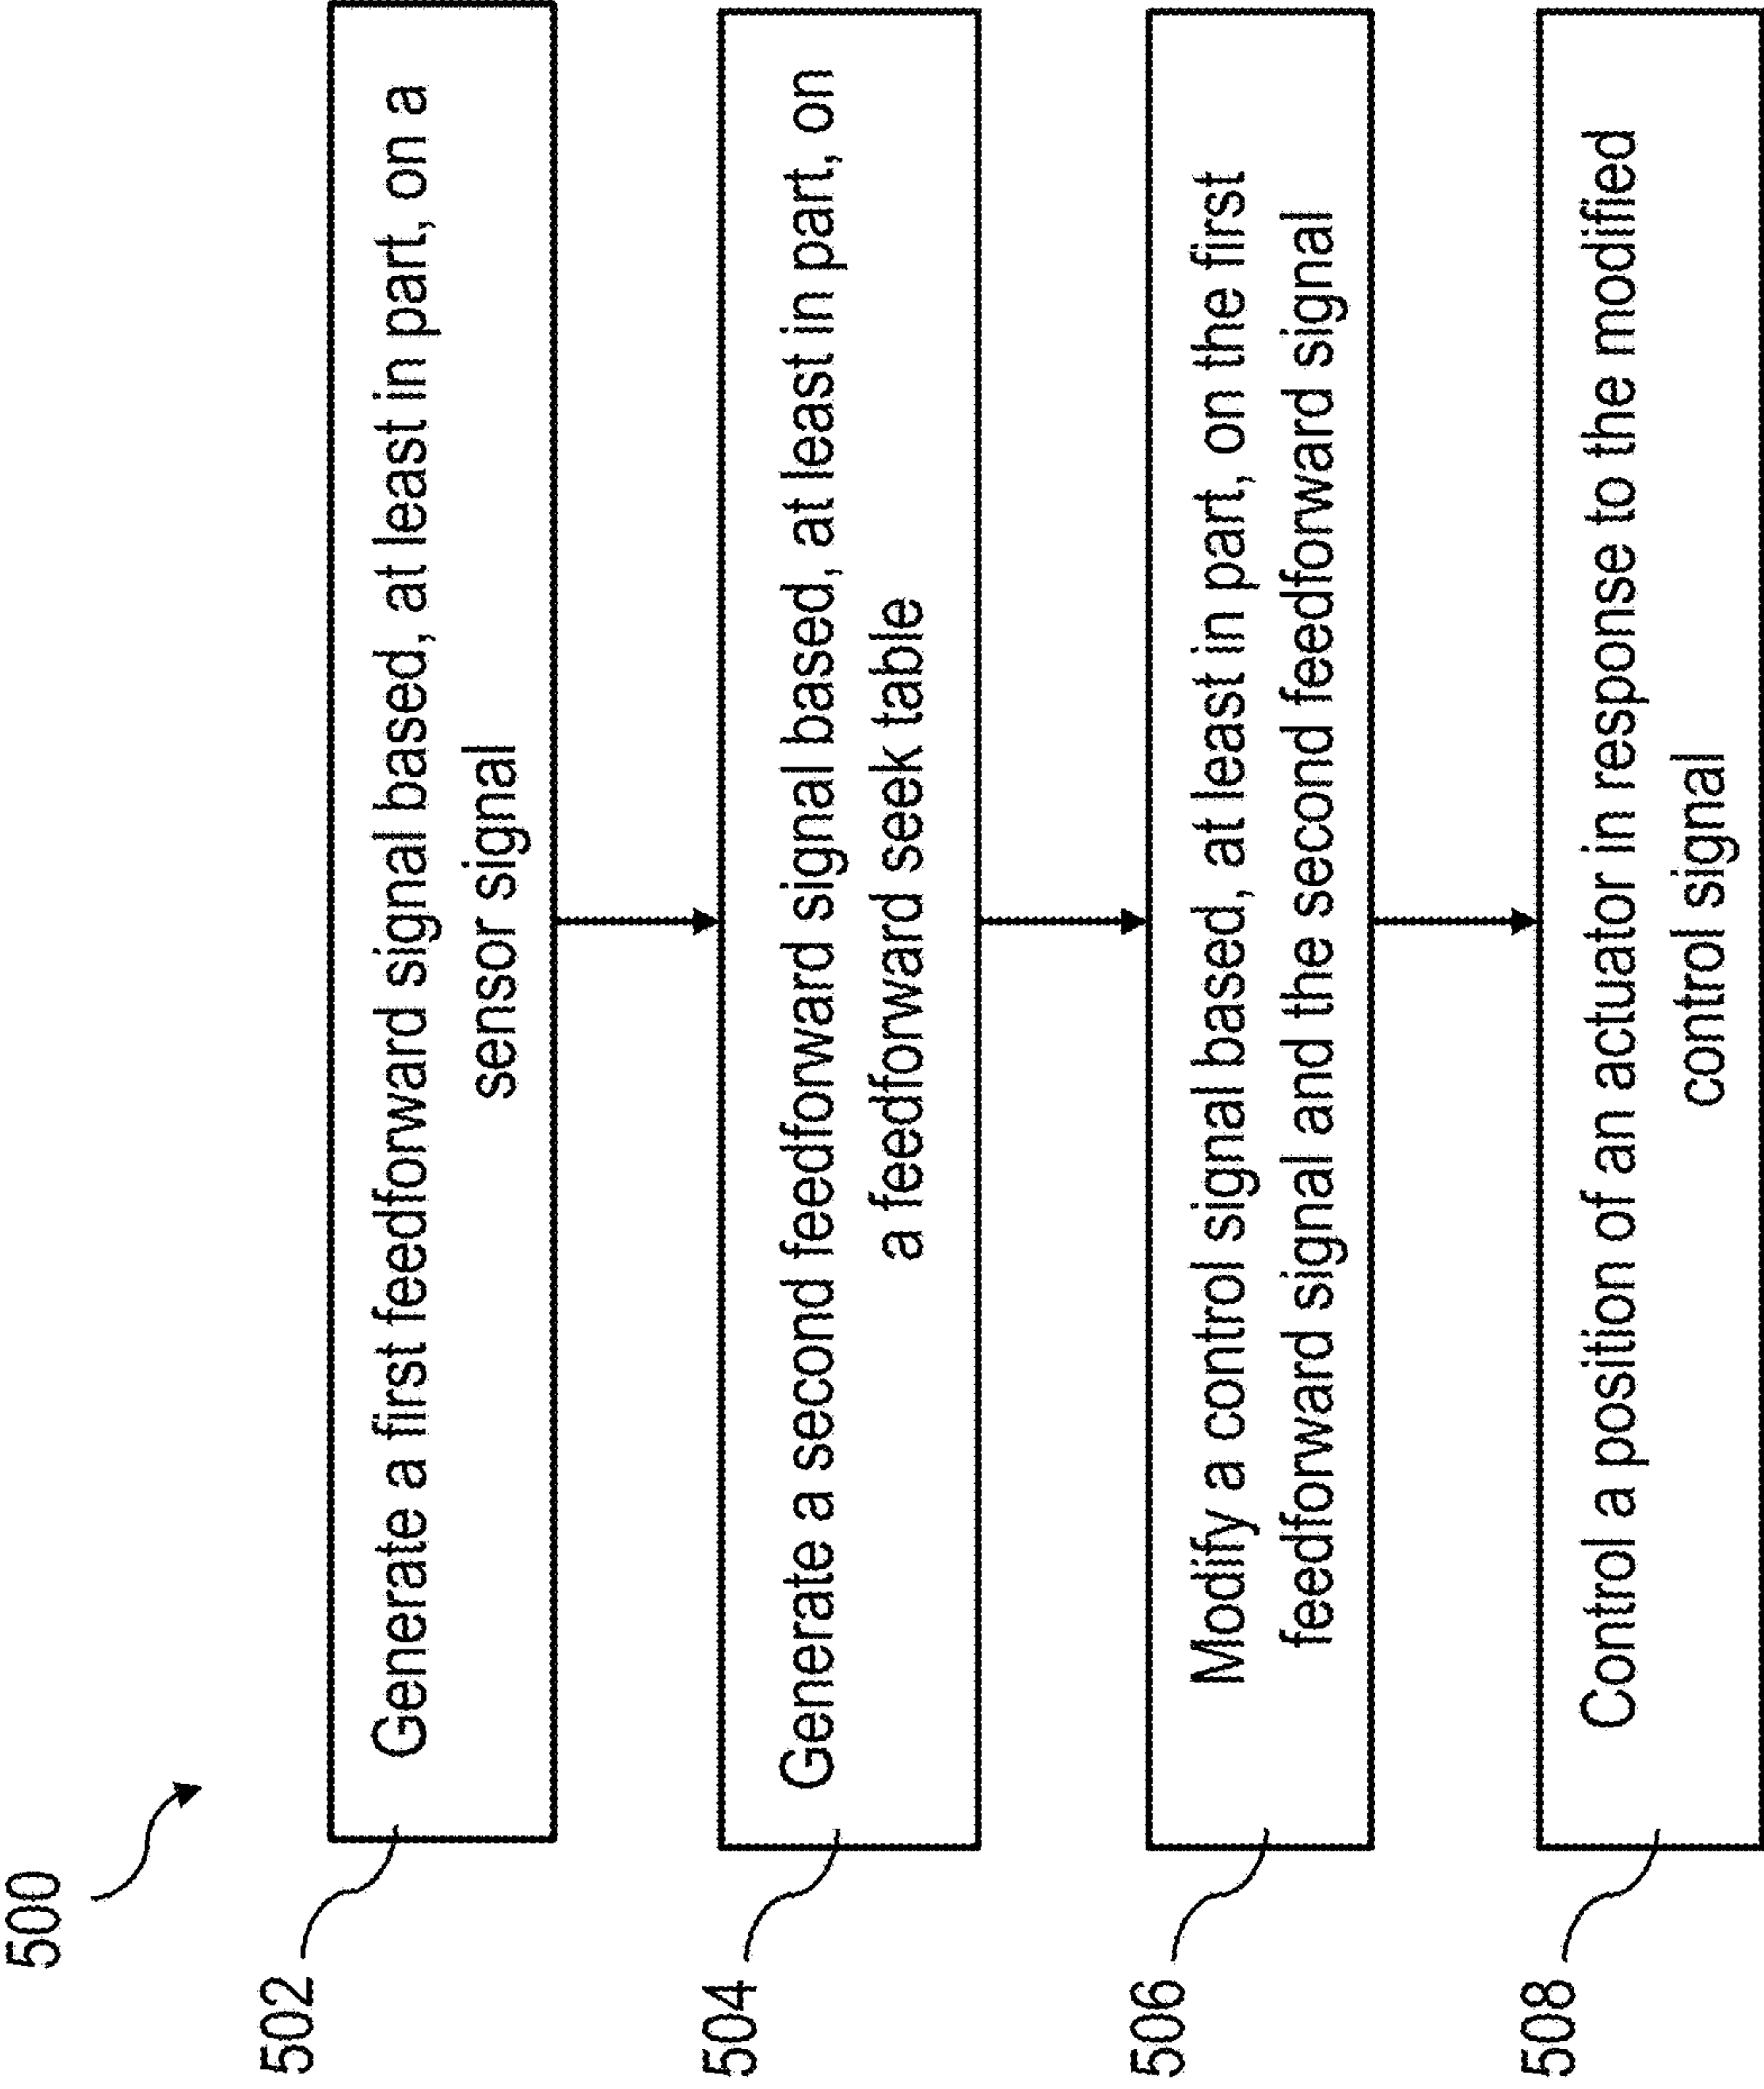 500
502
Generate a first feedforward signal based, at least in part, on a
sensor signal
504
Generate a second feedforward signal based, at least in part, on
a feedforward seek table
506
Modify a control signal based, at least in part, on the first
feedforward signal and the second feedforward signal
508
Control a position of an actuator in response to the modified
control signal